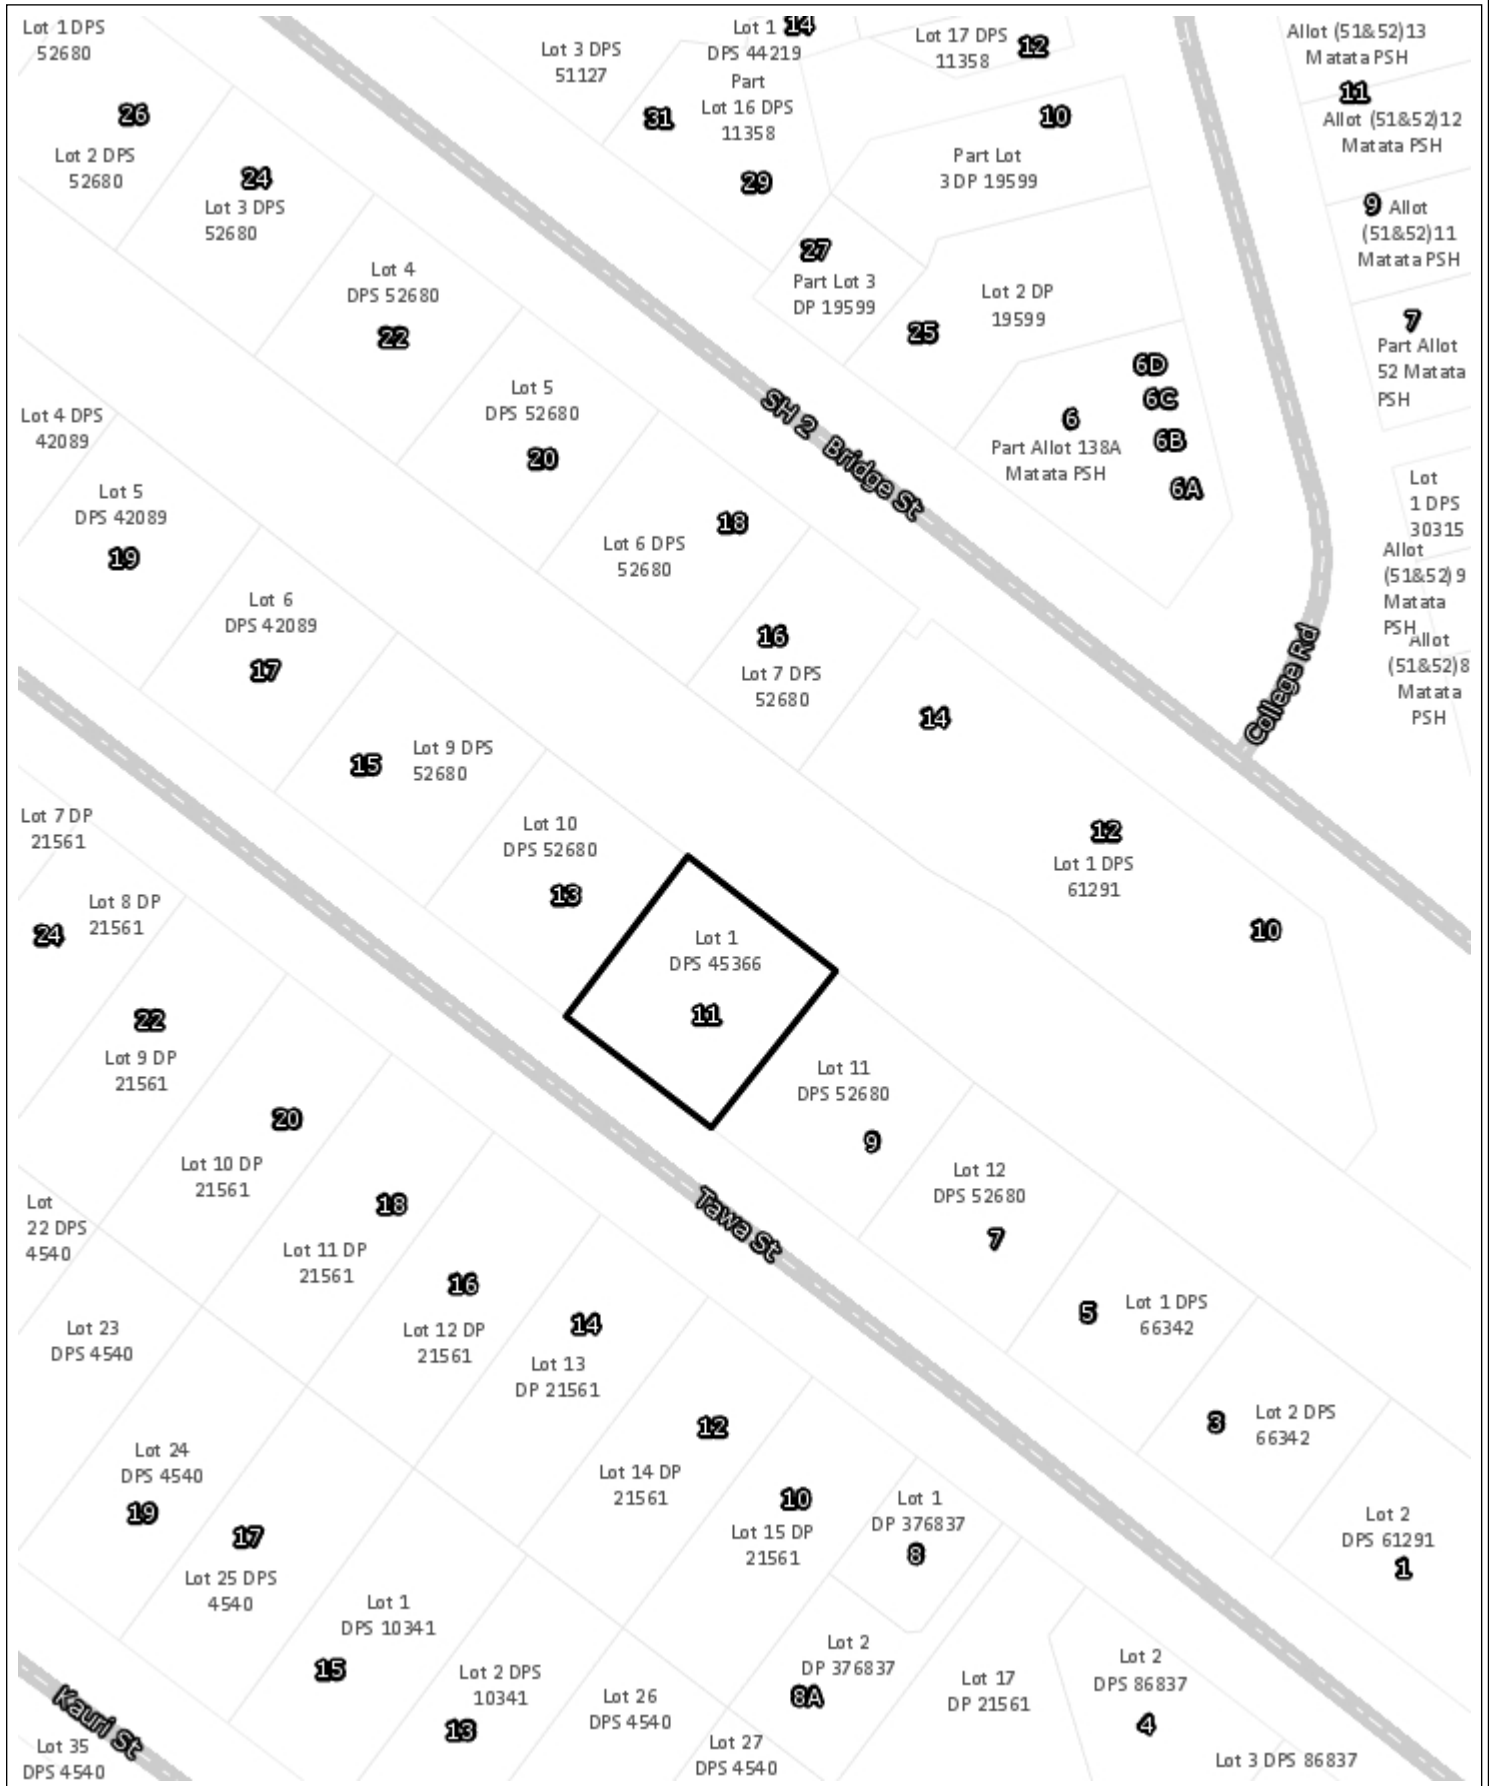 Lot 1 DPS
52680
Lot 3 DPS
51127
Lot 1
DPS 44219
14
Part
Lot 16 DPS
11358
Lot 17 DPS
11358
12
Allot (51&52)13
Matata PSH
11
Allot (51&52)12
Matata PSH
26
Lot 2 DPS
52680
31
29
10
Part Lot
3 DP 19599
24
Lot 3 DPS
52680
9
Allot
(51&52)11
Matata PSH
27
Part Lot 3
DP 19599
Lot 4
DPS 52680
22
25
Lot 2 DP
19599
7
Part Allot
52 Matata
PSH
6D
6C
6B
6A
6
Part Allot 138A
Matata PSH
SH 2 Bridge St
Lot 5
DPS 52680
20
Lot 4 DPS
42089
Lot 5
DPS 42089
19
Lot
1 DPS
30315
Allot
(51&52) 9
Matata
PSH
Allot
(51&52)8
Matata
PSH
18
Lot 6 DPS
52680
Lot 6
DPS 42089
17
16
Lot 7 DPS
52680
College Rd
14
15
Lot 9 DPS
52680
Lot 7 DP
21561
Lot 10
DPS 52680
13
12
Lot 1 DPS
61291
10
Lot 8 DP
21561
24
Lot 1
DPS 45366
11
22
Lot 9 DP
21561
Lot 11
DPS 52680
9
20
Lot 10 DP
21561
Lot 12
DPS 52680
7
Tawa St
Lot
22 DPS
4540
18
Lot 11 DP
21561
16
Lot 12 DP
21561
14
Lot 13
DP 21561
5
Lot 1 DPS
66342
Lot 23
DPS 4540
12
Lot 14 DP
21561
3
Lot 2 DPS
66342
Lot 24
DPS 4540
19
10
Lot 15 DP
21561
Lot 1
DP 376837
8
Lot 2
DPS 61291
1
17
Lot 25 DPS
4540
Lot 1
DPS 10341
15
Lot 2 DPS
10341
13
Lot 26
DPS 4540
Lot 2
DP 376837
8A
Lot 17
DP 21561
Lot 2
DPS 86837
4
Kauri St
Lot 35
DPS 4540
Lot 27
DPS 4540
Lot 3 DPS 86837